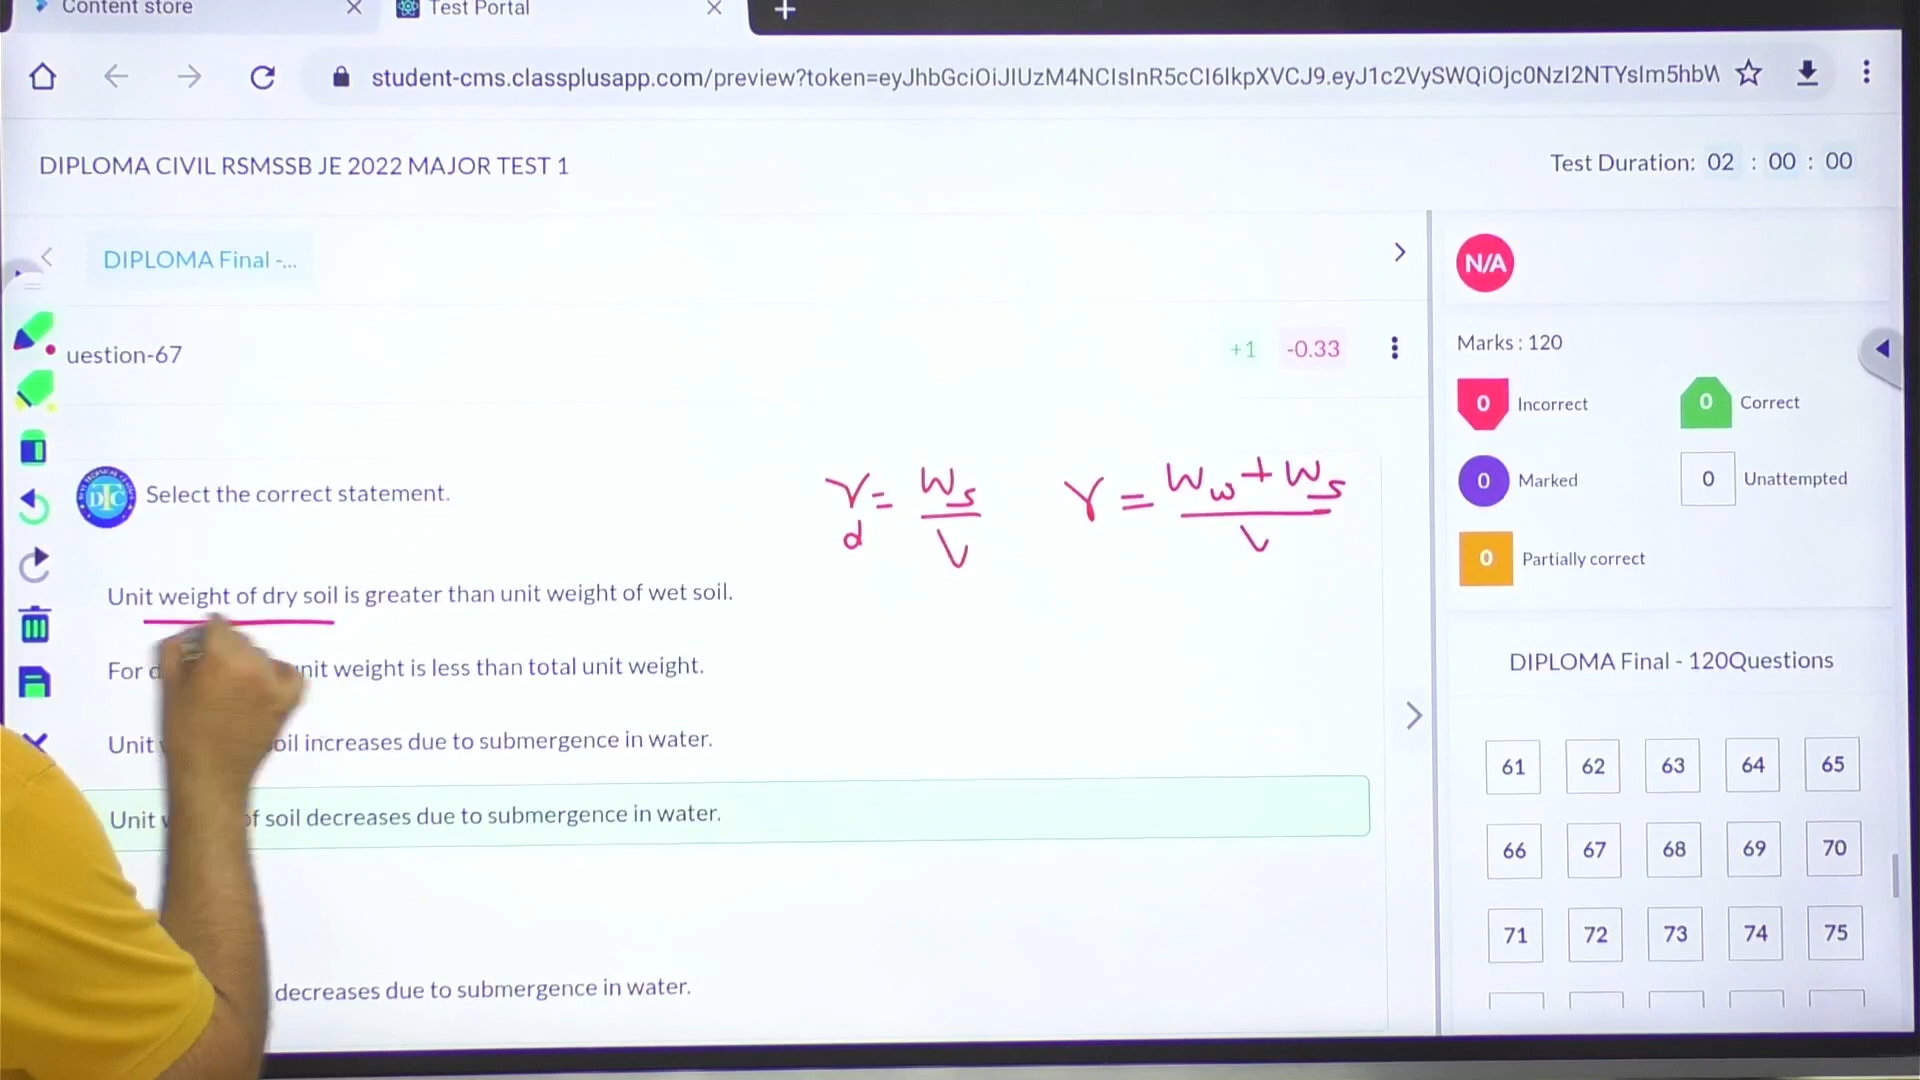 Content store
Test Portal
student-cms.classplusapp.com/preview?token=eyJhbGciOiJIUzM4NCIsInR5cCI6IkpXVCJ9.eyJ1c2VySWQiOjc0NzI2NTYsIm5hbW
DIPLOMA CIVIL RSMSSB JE 2022 MAJOR TEST 1
Test Duration: 02 : 00 : 00
DIPLOMA Final -...
N/A
uestion-67
+1 -0.33
Marks : 120
0 Incorrect
0 Correct
0 Marked
0 Unattempted
0 Partially correct
DTC
Select the correct statement.
γd = Ws/V
γ = Ww + Ws/V
Unit weight of dry soil is greater than unit weight of wet soil.
For unit weight is less than total unit weight.
Unit soil increases due to submergence in water.
Unit of soil decreases due to submergence in water.
decreases due to submergence in water.
DIPLOMA Final - 120Questions
61 62 63 64 65
66 67 68 69 70
71 72 73 74 75